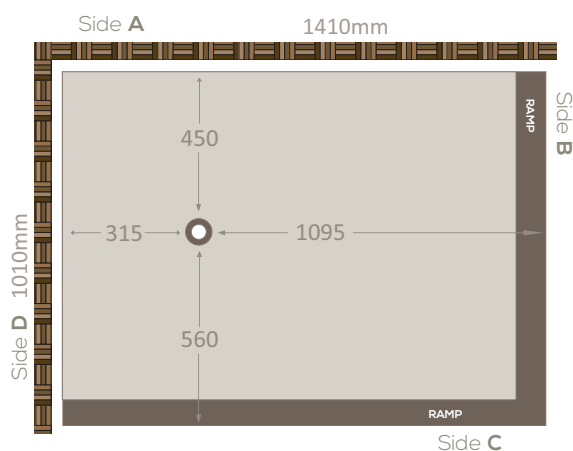 Side A
1410mm
RAMP
Side B
450
315
1095
1010mm
560
Side D
RAMP
Side C